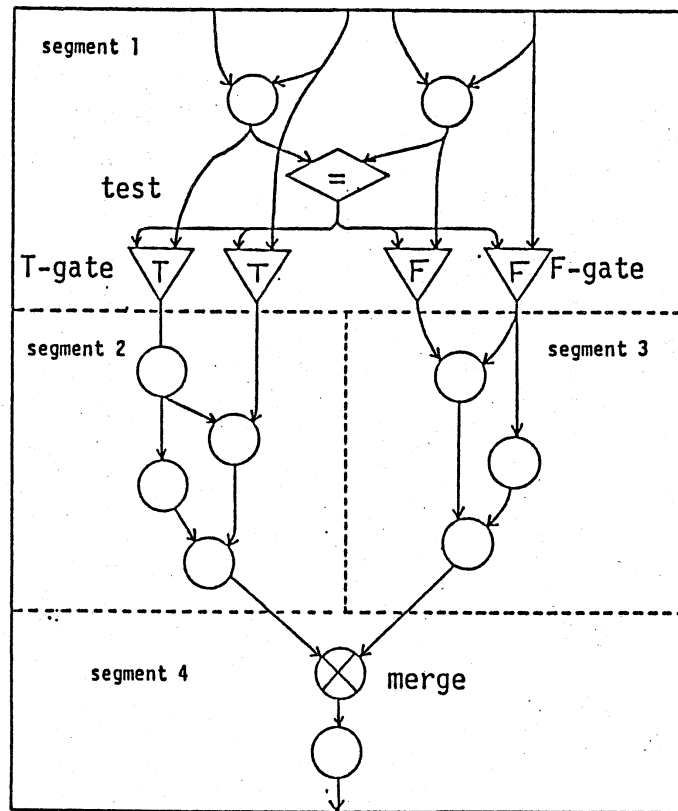 segment 1
=
test
T-gate T T F F F-gate
segment 2
segment 3
segment 4
merge